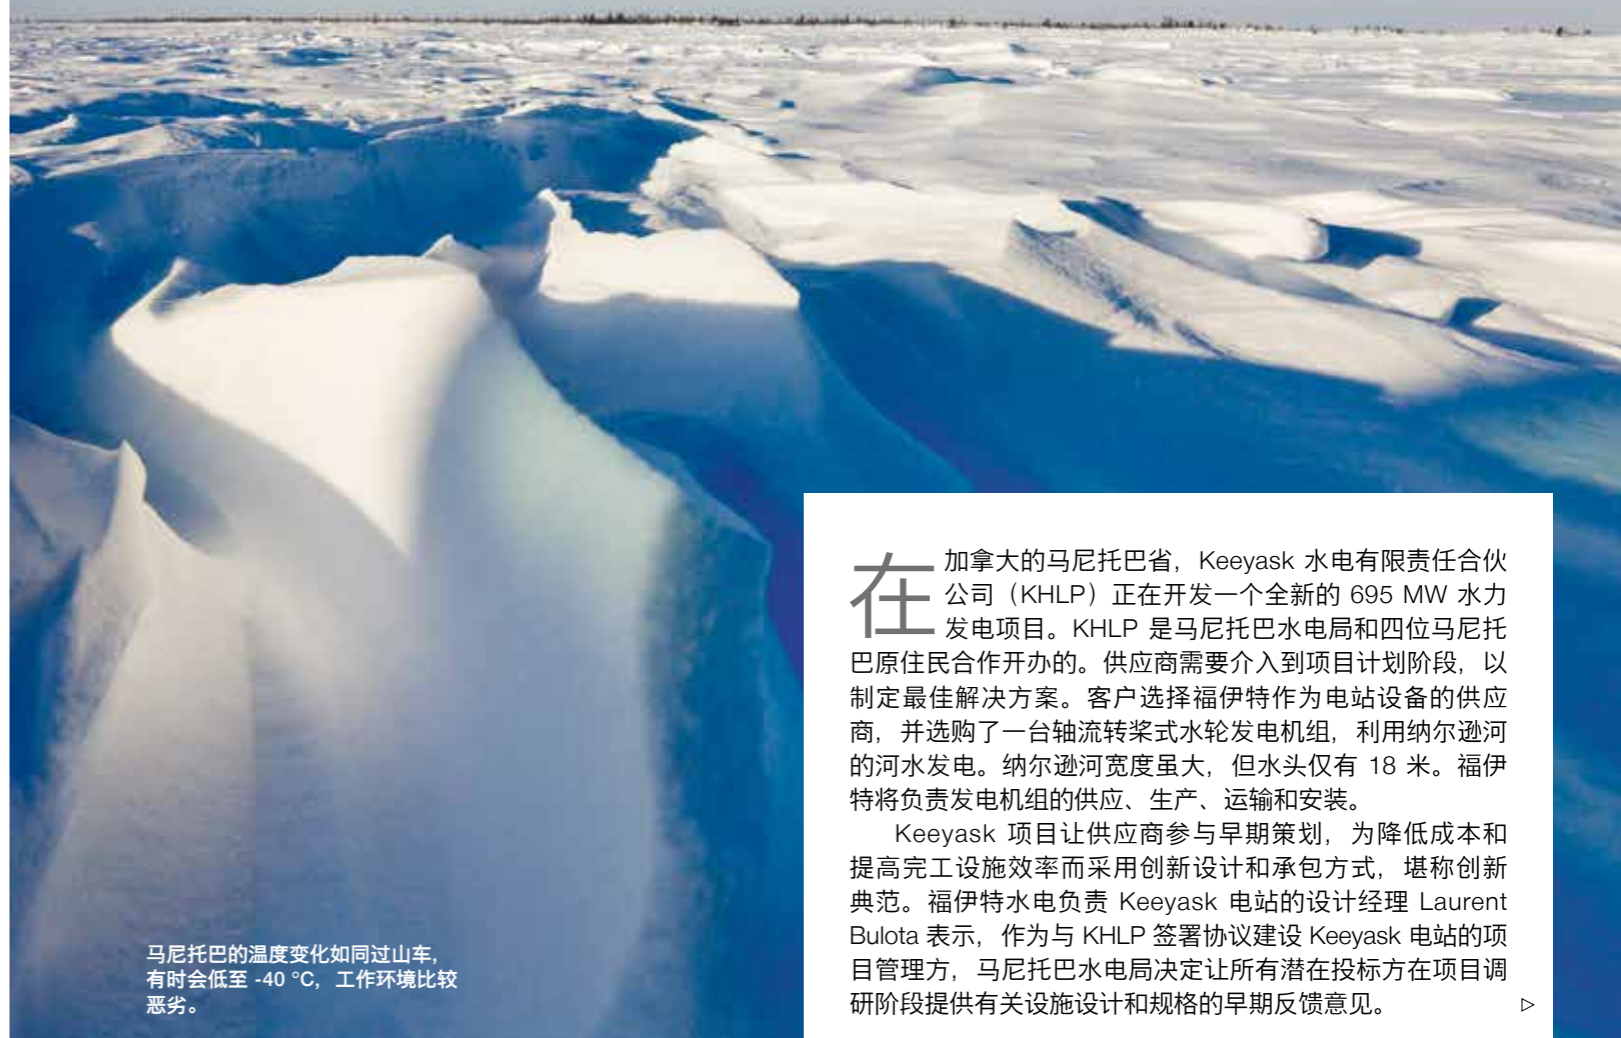 在加拿大的马尼托巴省，Keeyask 水电有限责任合伙
公司（KHLP）正在开发一个全新的 695 MW 水力
发电项目。KHLP 是马尼托巴水电局和四位马尼托
巴原住民合作开办的。供应商需要介入到项目计划阶段，以
制定最佳解决方案。客户选择福伊特作为电站设备的供应
商，并选购了一台轴流转桨式水轮发电机组，利用纳尔逊河
的河水发电。纳尔逊河宽度虽大，但水头仅有 18 米。福伊
特将负责发电机组的供应、生产、运输和安装。
Keeyask 项目让供应商参与早期策划，为降低成本和
提高完工设施效率而采用创新设计和承包方式，堪称创新
典范。福伊特水电负责 Keeyask 电站的设计经理 Laurent
Bulota 表示，作为与 KHLP 签署协议建设 Keeyask 电站的项
目管理方，马尼托巴水电局决定让所有潜在投标方在项目调
研阶段提供有关设施设计和规格的早期反馈意见。
马尼托巴的温度变化如同过山车，
有时会低至 -40 °C，工作环境比较
恶劣。